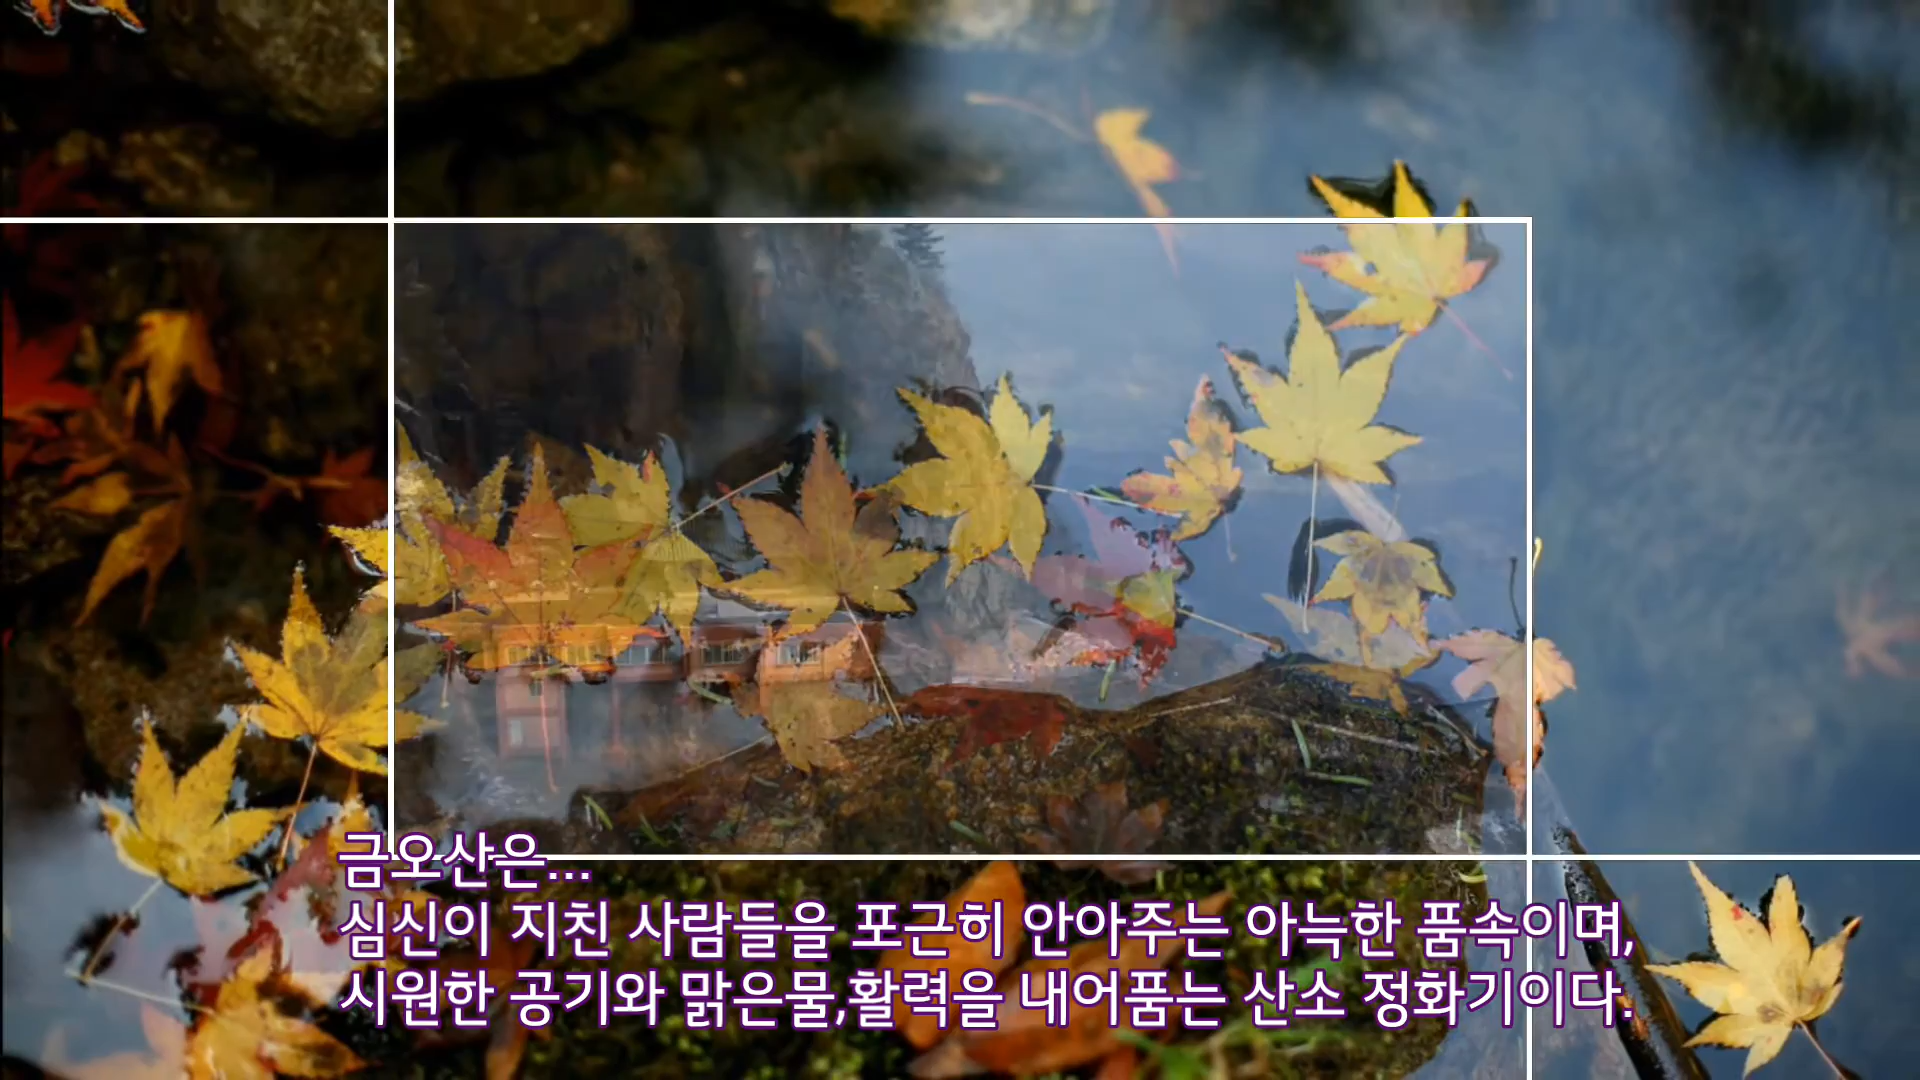 금오산은...
심신이 지친 사람들을 포근히 안아주는 아늑한 품속이며,
시원한 공기와 맑은물,활력을 내어품는 산소 정화기이다.